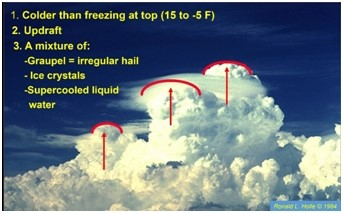 1. Colder than freezing at top (15 to -5 F)
2. Updraft
3. A mixture of:
-Graupel = irregular hail
- Ice crystals
-Supercooled liquid
water
Ronald L. Holle © 1994